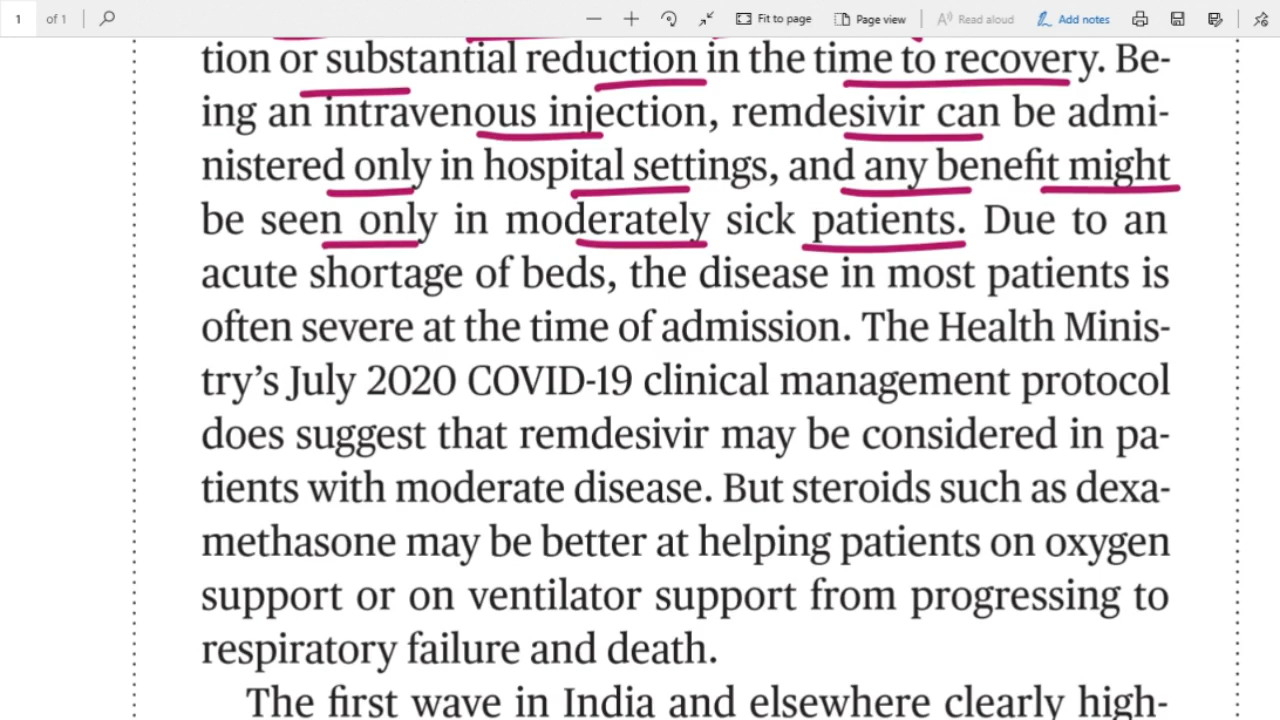 1 of 1 Fit to page Page view Read aloud Add notes
tion or substantial reduction in the time to recovery. Be-
ing an intravenous injection, remdesivir can be admi-
nistered only in hospital settings, and any benefit might
be seen only in moderately sick patients. Due to an
acute shortage of beds, the disease in most patients is
often severe at the time of admission. The Health Minis-
try’s July 2020 COVID-19 clinical management protocol
does suggest that remdesivir may be considered in pa-
tients with moderate disease. But steroids such as dexa-
methasone may be better at helping patients on oxygen
support or on ventilator support from progressing to
respiratory failure and death.
The first wave in India and elsewhere clearly high-